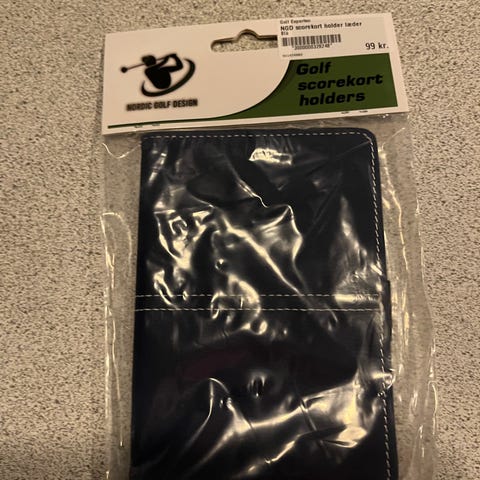 Golf Experten
NGD scorekort holder læder
Blå
99 kr.
NORDIC GOLF DESIGN
Golf
scorekort
holders